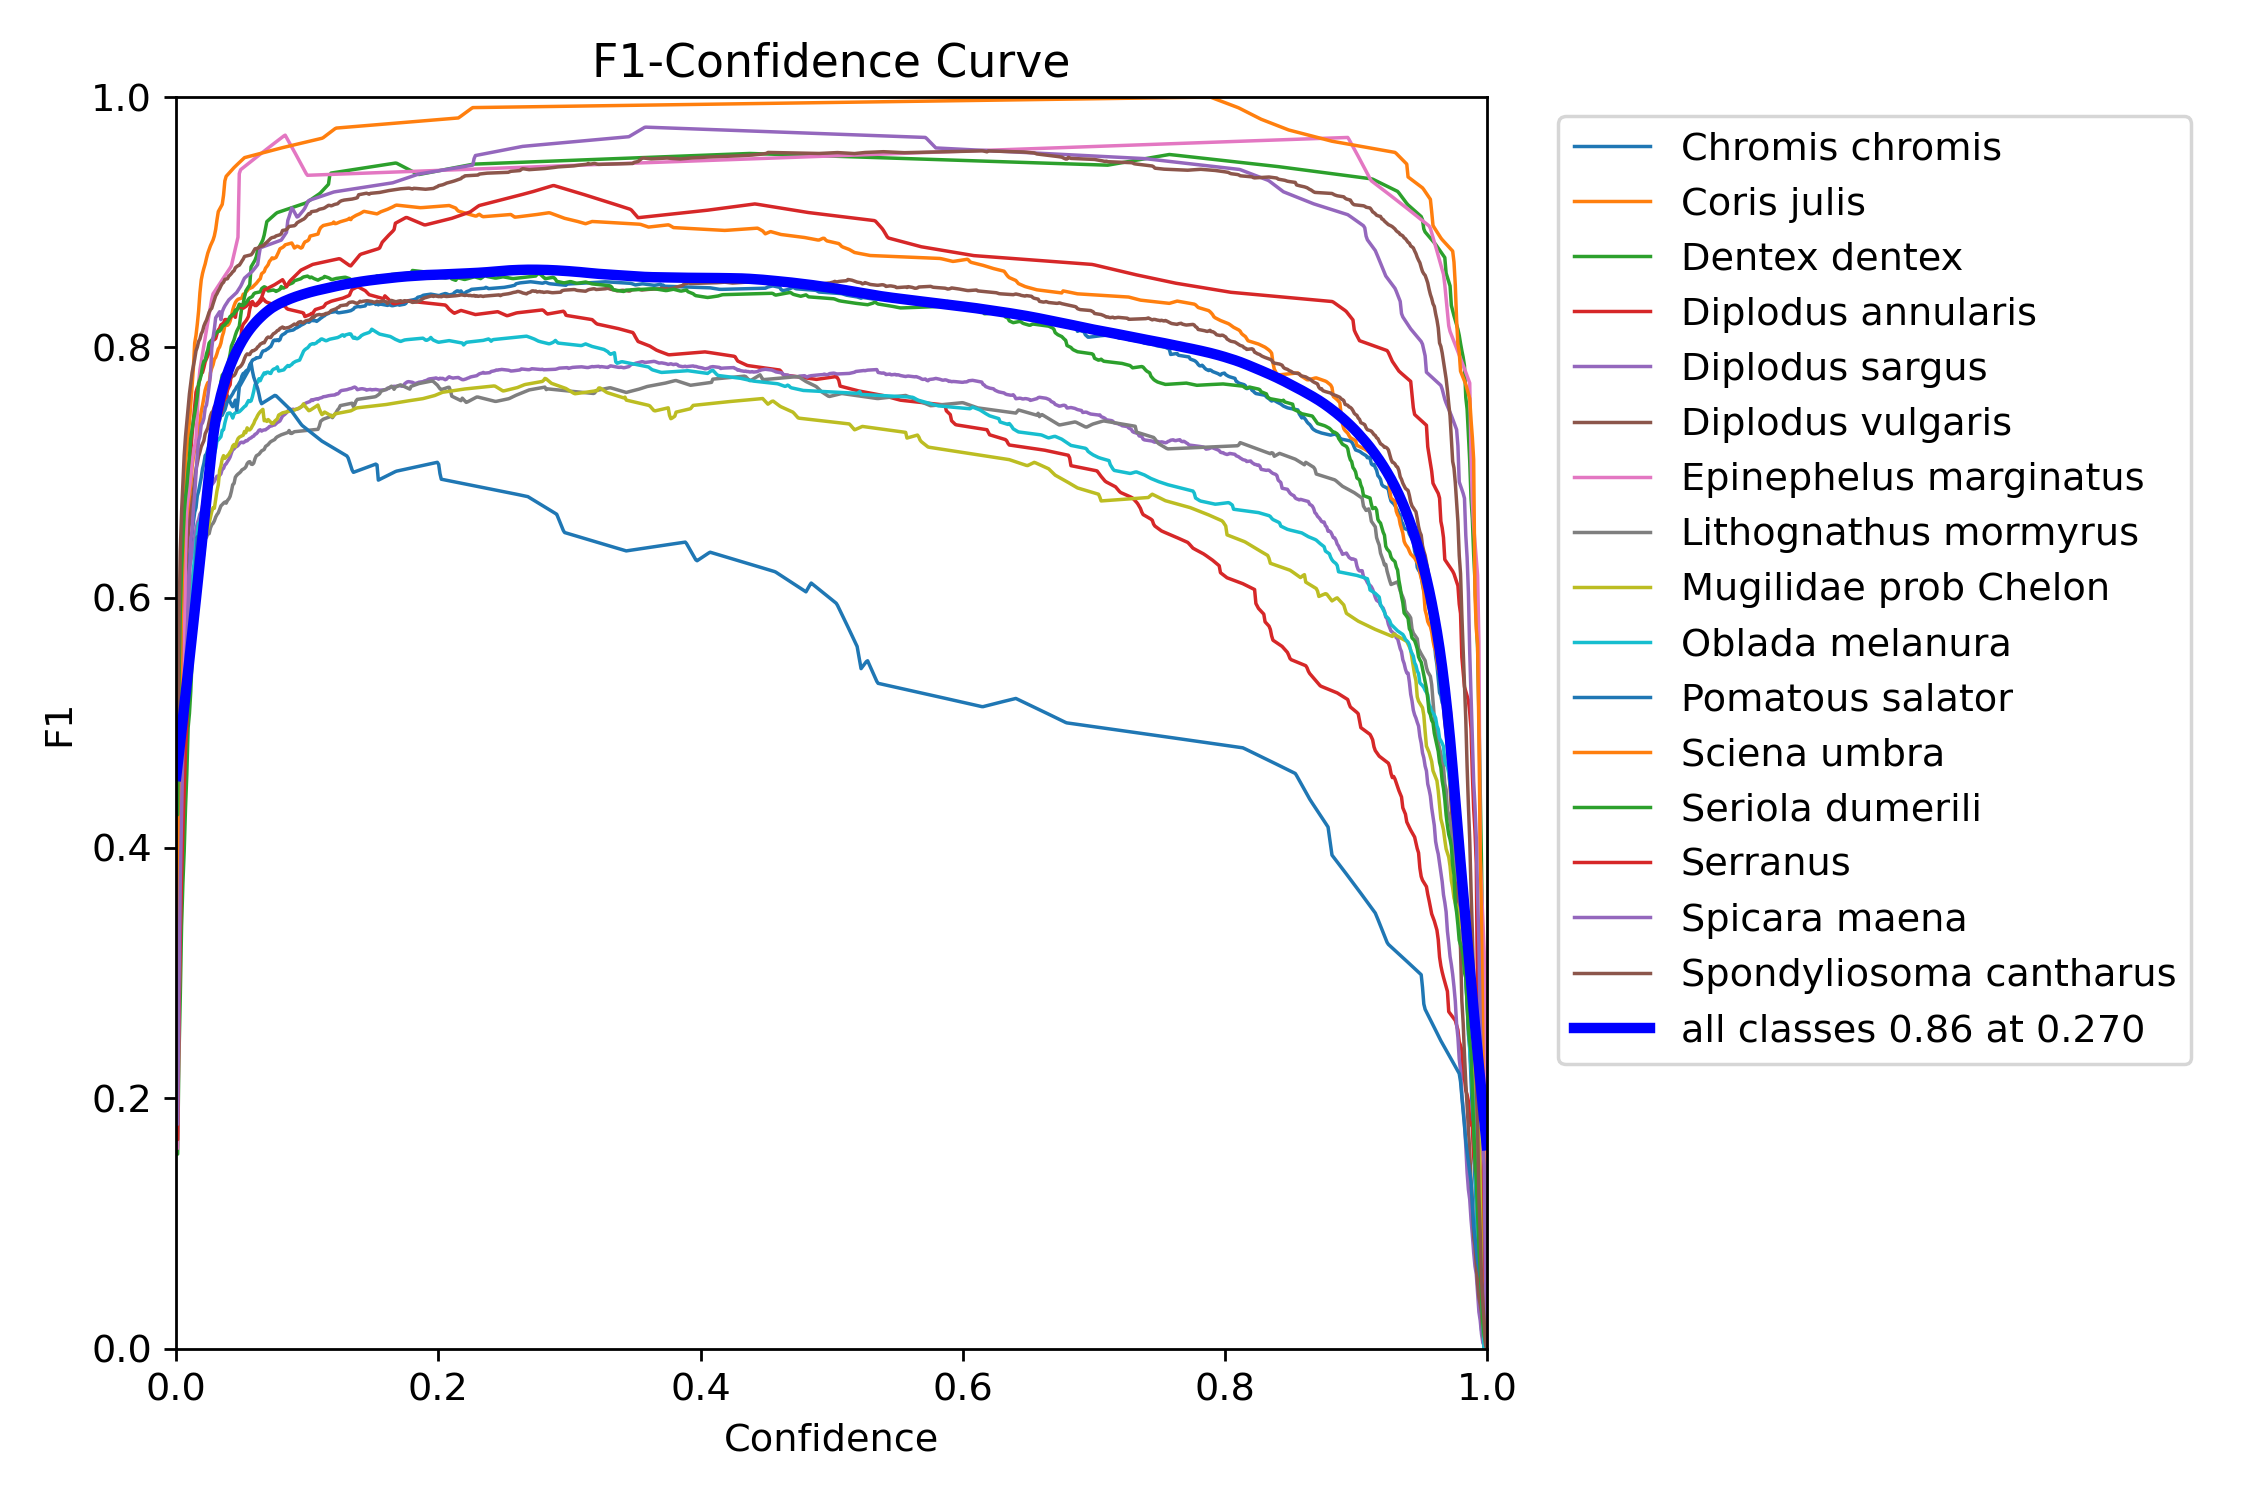 F1-Confidence Curve
1.0
0.8
0.6
0.4
0.2
0.0
F1
0.0 0.2 0.4 0.6 0.8 1.0
Confidence
Chromis chromis
Coris julis
Dentex dentex
Diplodus annularis
Diplodus sargus
Diplodus vulgaris
Epinephelus marginatus
Lithognathus mormyrus
Mugilidae prob Chelon
Oblada melanura
Pomatous salator
Sciena umbra
Seriola dumerili
Serranus
Spicara maena
Spondyliosoma cantharus
all classes 0.86 at 0.270